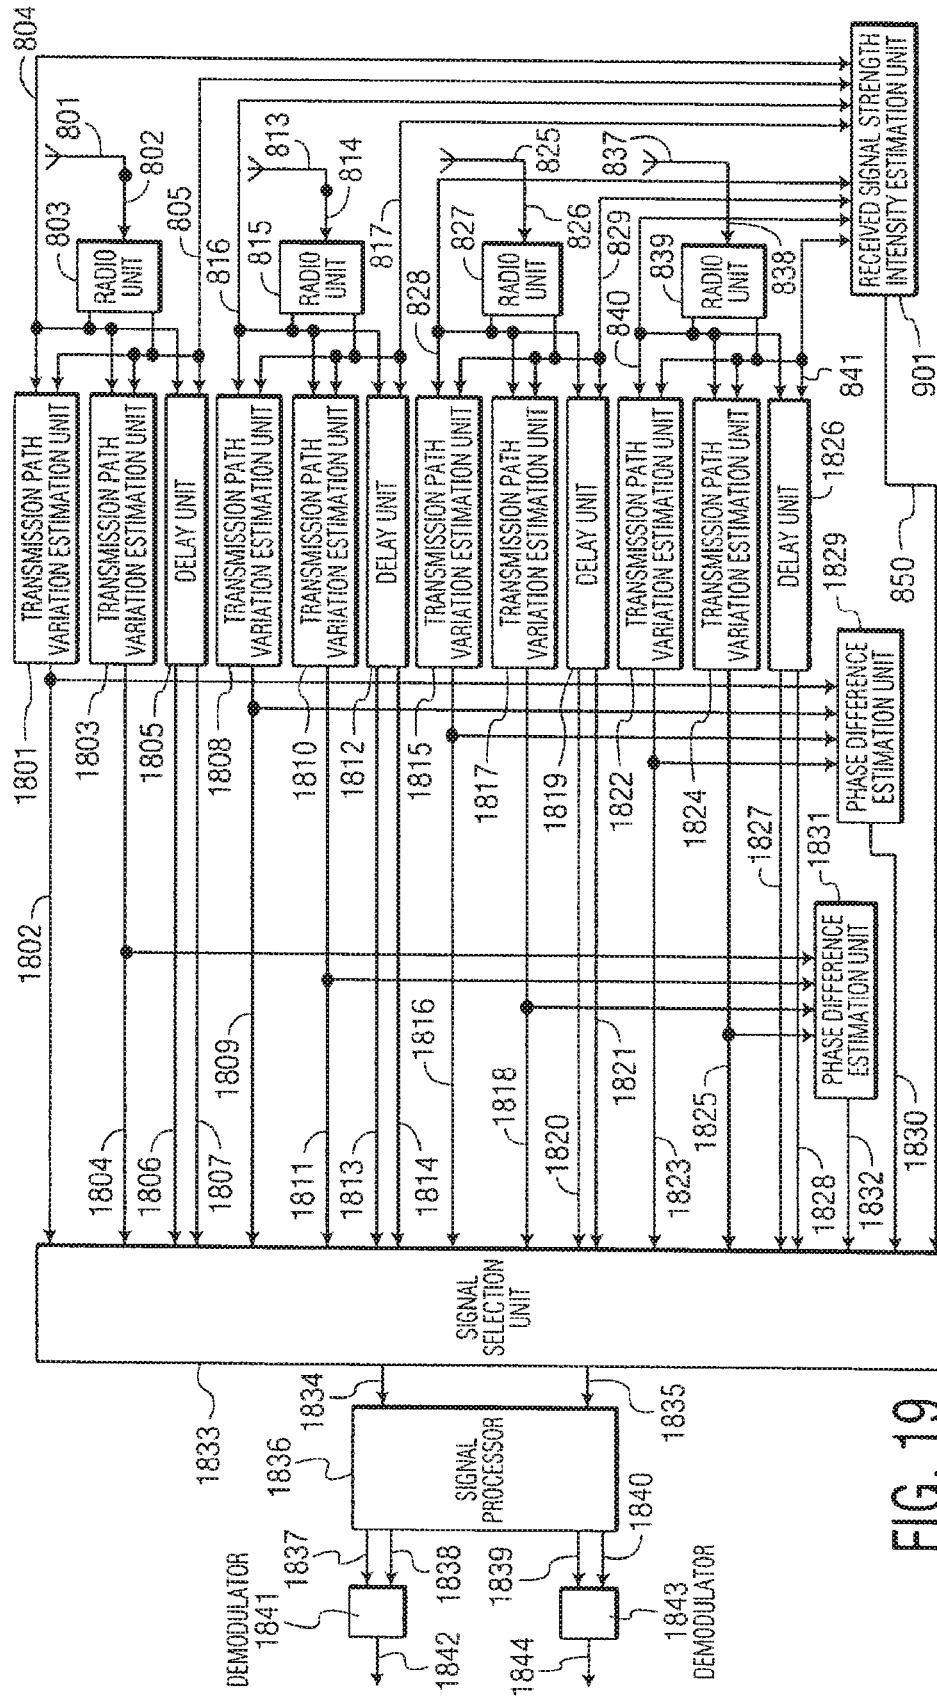 804
801
802
803
805
TRANSMISSION PATH
VARIATION ESTIMATION UNIT
1801
1802
TRANSMISSION PATH
VARIATION ESTIMATION UNIT
1803
1804
RADIO
UNIT
DELAY UNIT
1805
1806
1807
813
814
815
816
817
RADIO
UNIT
TRANSMISSION PATH
VARIATION ESTIMATION UNIT
1808
1809
TRANSMISSION PATH
VARIATION ESTIMATION UNIT
1810
1811
DELAY UNIT
1812
1813
1814
825
826
827
828
829
RADIO
UNIT
TRANSMISSION PATH
VARIATION ESTIMATION UNIT
1815
1816
TRANSMISSION PATH
VARIATION ESTIMATION UNIT
1817
1818
DELAY UNIT
1819
1820
1821
837
838
839
840
841
RADIO
UNIT
TRANSMISSION PATH
VARIATION ESTIMATION UNIT
1822
1823
TRANSMISSION PATH
VARIATION ESTIMATION UNIT
1824
1825
DELAY UNIT
1826
1827
1828
RECEIVED SIGNAL STRENGTH
INTENSITY ESTIMATION UNIT
901
850
PHASE DIFFERENCE
ESTIMATION UNIT
1829
1830
PHASE DIFFERENCE
ESTIMATION UNIT
1831
1832
SIGNAL
SELECTION
UNIT
1833
1834
1835
SIGNAL
PROCESSOR
1836
1837
1838
1839
1840
DEMODULATOR
1841
1842
1843
DEMODULATOR
1844
FIG. 19